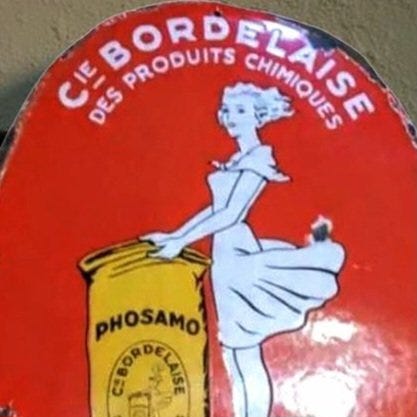 CIE BORDELAISE
DES PRODUITS CHIMIQUES
PHOSAMO
CIE BORDELAISE